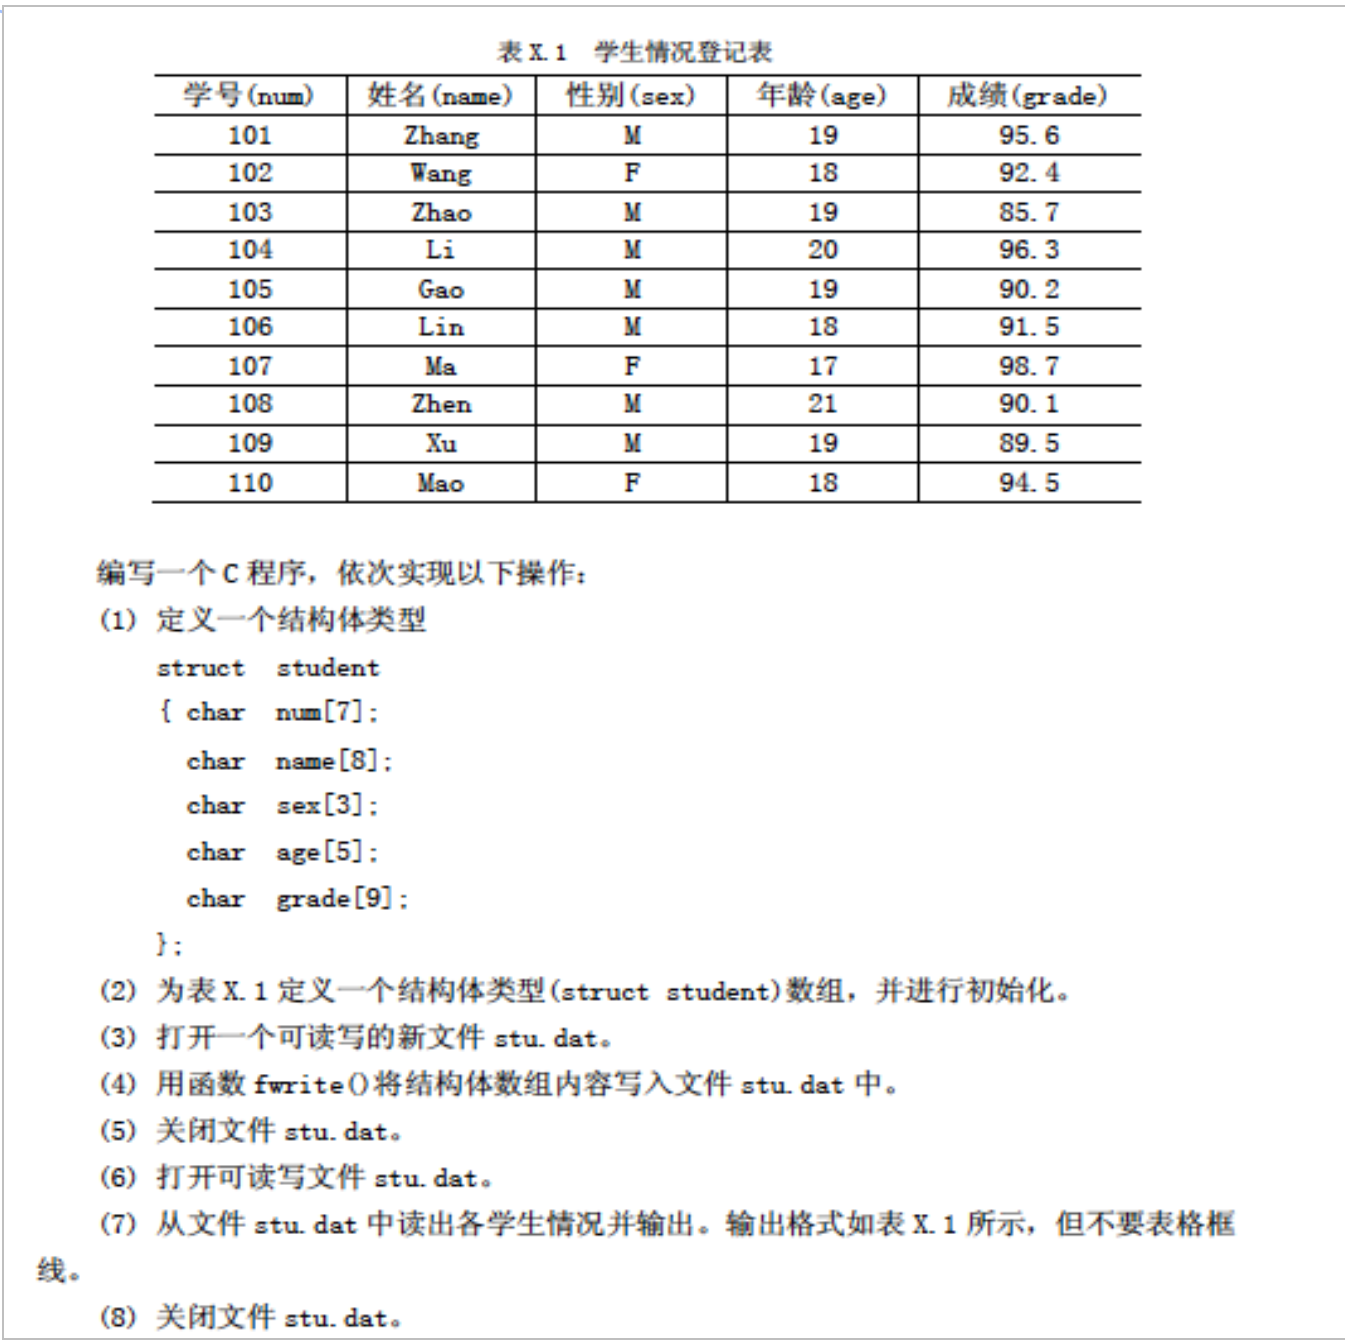 表 X.1 学生情况登记表
学号(num) 姓名(name) 性别(sex) 年龄(age) 成绩(grade)
101 Zhang M 19 95.6
102 Wang F 18 92.4
103 Zhao M 19 85.7
104 Li M 20 96.3
105 Gao M 19 90.2
106 Lin M 18 91.5
107 Ma F 17 98.7
108 Zhen M 21 90.1
109 Xu M 19 89.5
110 Mao F 18 94.5
编写一个 C 程序，依次实现以下操作：
(1) 定义一个结构体类型
struct student
{ char num[7];
char name[8];
char sex[3];
char age[5];
char grade[9];
};
(2) 为表 X.1 定义一个结构体类型(struct student)数组，并进行初始化。
(3) 打开一个可读写的新文件 stu.dat。
(4) 用函数 fwrite()将结构体数组内容写入文件 stu.dat 中。
(5) 关闭文件 stu.dat。
(6) 打开可读写文件 stu.dat。
(7) 从文件 stu.dat 中读出各学生情况并输出。输出格式如表 X.1 所示，但不要表格框
线。
(8) 关闭文件 stu.dat。